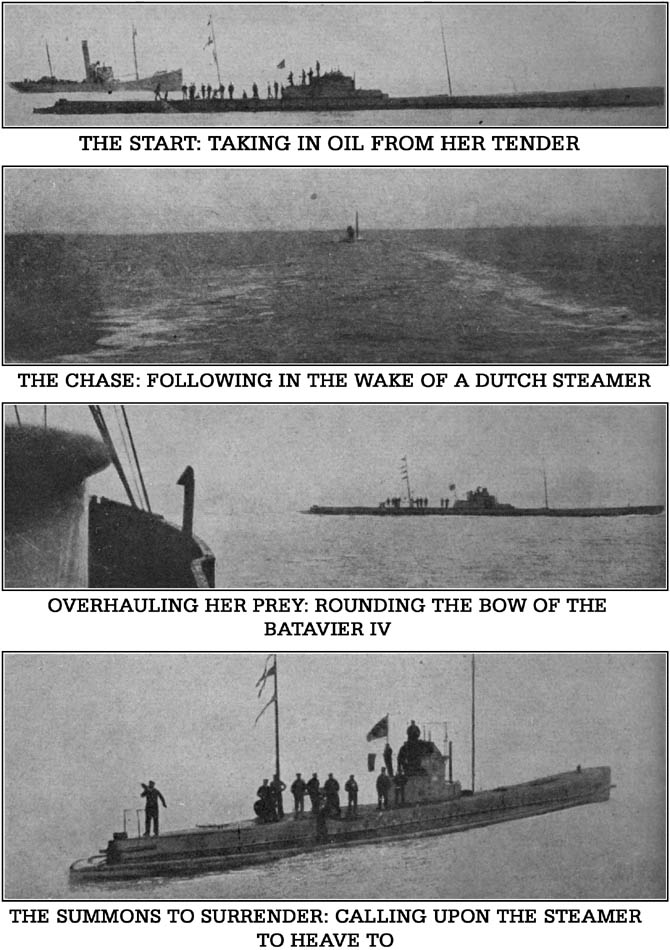 THE START: TAKING IN OIL FROM HER TENDER
THE CHASE: FOLLOWING IN THE WAKE OF A DUTCH STEAMER
OVERHAULING HER PREY: ROUNDING THE BOW OF THE
BATAVIER IV
THE SUMMONS TO SURRENDER: CALLING UPON THE STEAMER
TO HEAVE TO